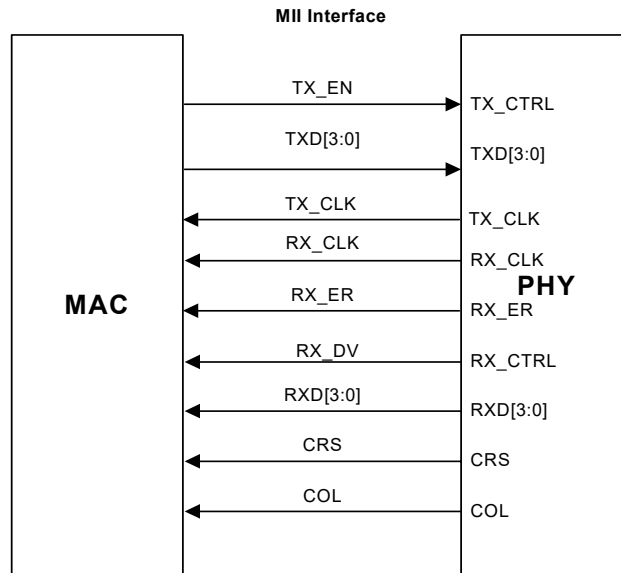 MII Interface
TX_EN
TX_CTRL
TXD[3:0]
TXD[3:0]
TX_CLK
TX_CLK
RX_CLK
RX_CLK
MAC
PHY
RX_ER
RX_ER
RX_DV
RX_CTRL
RXD[3:0]
RXD[3:0]
CRS
CRS
COL
COL